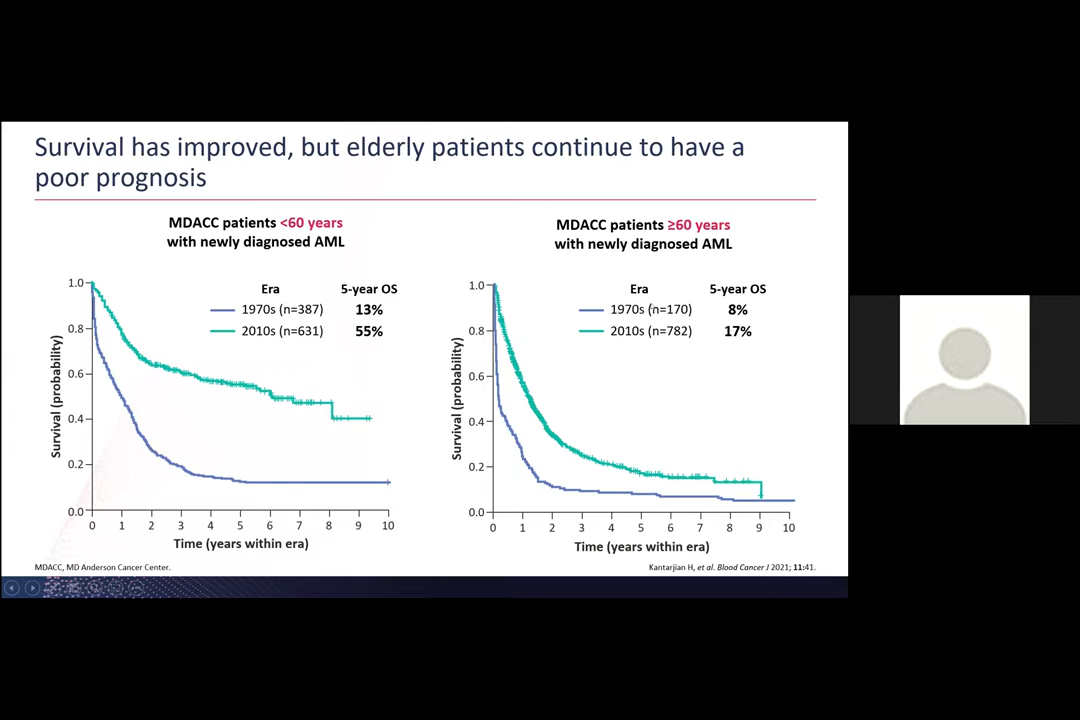 Survival has improved, but elderly patients continue to have a
poor prognosis
MDACC patients <60 years
with newly diagnosed AML
Era 5-year OS
1970s (n=387) 13%
2010s (n=631) 55%
Survival (probability)
1.0
0.8
0.6
0.4
0.2
0.0
0 1 2 3 4 5 6 7 8 9 10
Time (years within era)
MDACC patients ≥60 years
with newly diagnosed AML
Era 5-year OS
1970s (n=170) 8%
2010s (n=782) 17%
Survival (probability)
1.0
0.8
0.6
0.4
0.2
0.0
0 1 2 3 4 5 6 7 8 9 10
Time (years within era)
MDACC, MD Anderson Cancer Center.
Kantarjian H, et al. Blood Cancer J 2021; 11:41.